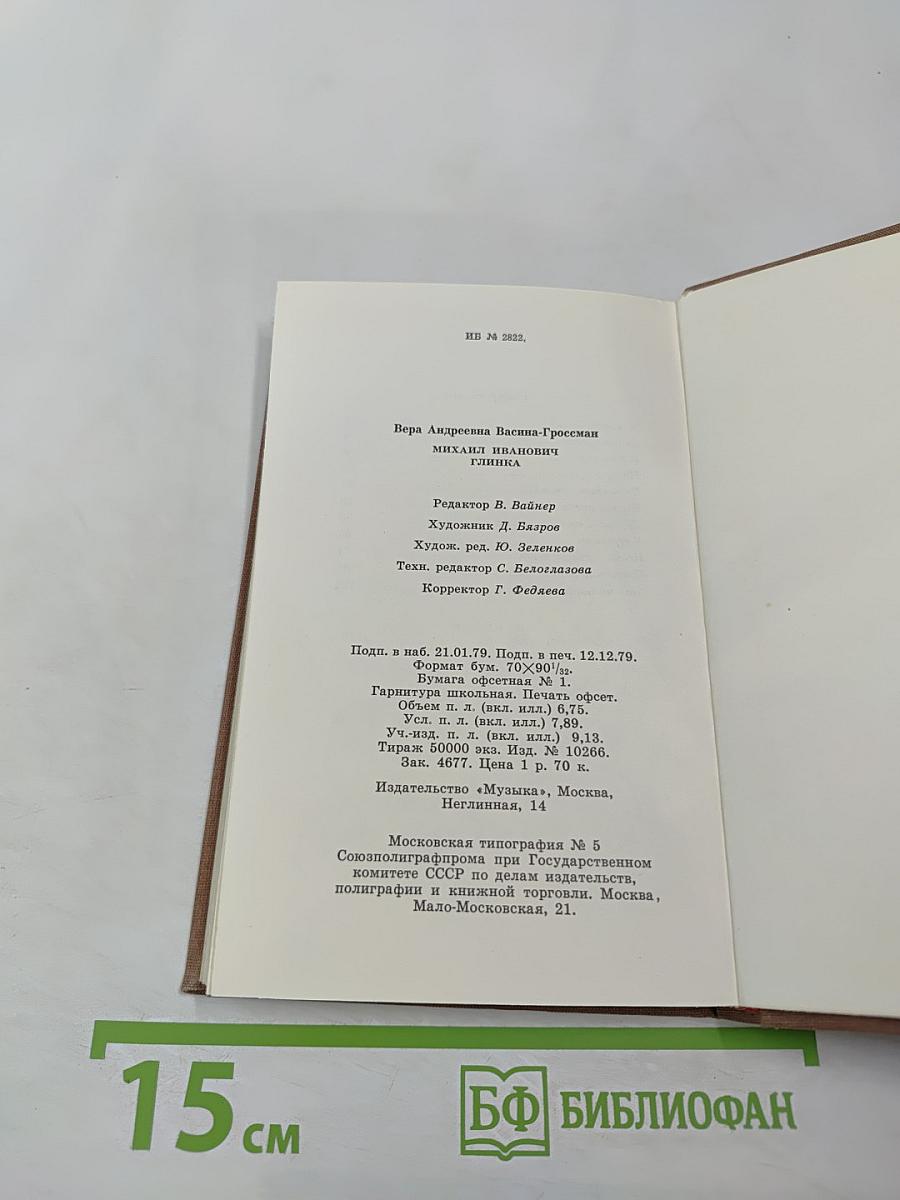 ИБ № 2822.
Вера Андреевна Васина-Гроссман
МИХАИЛ ИВАНОВИЧ
ГЛИНКА
Редактор В. Вайнер
Художник Д. Бязров
Худож. ред. Ю. Зеленков
Техн. редактор С. Белоглазова
Корректор Г. Федяева
Подп. в наб. 21.01.79. Подп. в печ. 12.12.79.
Формат бум. 70×90¹/₃₂.
Бумага офсетная № 1.
Гарнитура школьная. Печать офсет.
Объем п. л. (вкл. илл.) 6,75.
Усл. п. л. (вкл. илл.) 7,89.
Уч.-изд. п. л. (вкл. илл.) 9,13.
Тираж 50000 экз. Изд. № 10266.
Зак. 4677. Цена 1 р. 70 к.
Издательство «Музыка», Москва,
Неглинная, 14
Московская типография № 5
Союзполиграфпрома при Государственном
комитете СССР по делам издательств,
полиграфии и книжной торговли. Москва,
Мало-Московская, 21.
15 см
БФ БИБЛИОФАН